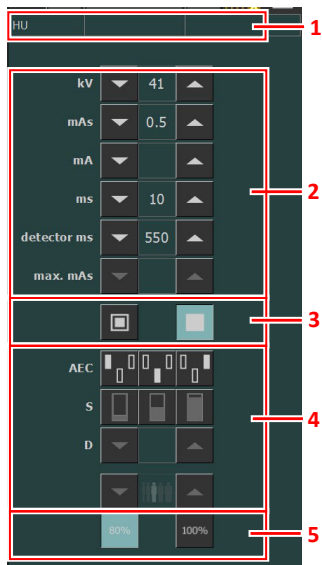 HU
1
kV 41
mAs 0.5
mA
2
ms 10
detector ms 550
max. mAs
3
AEC
S
4
D
80% 100%
5